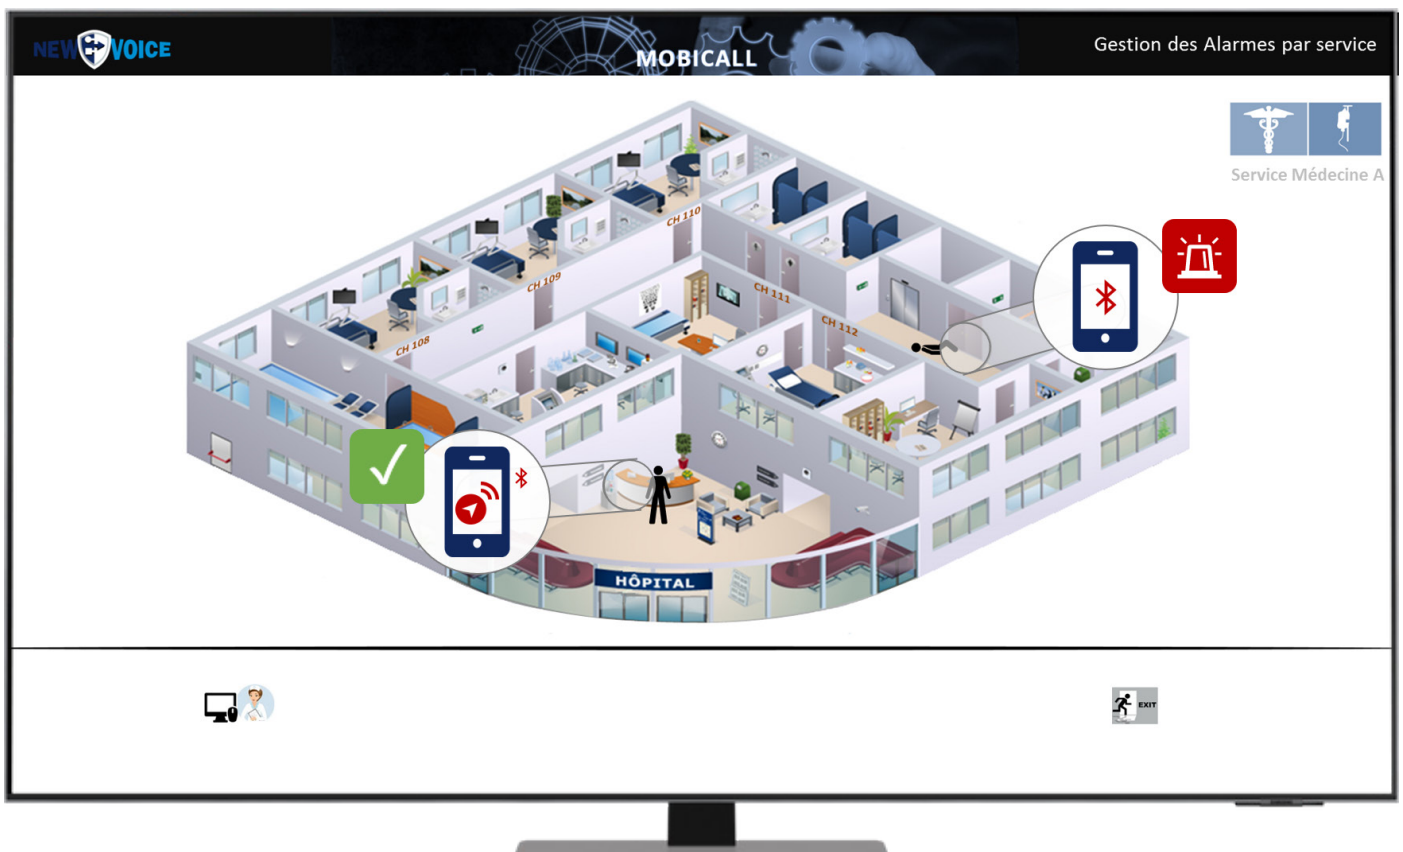 NEW VOICE
MOBICALL
Gestion des Alarmes par service
Service Médecine A
CH 110
CH 109
CH 111
CH 112
CH 108
HÔPITAL
EXIT